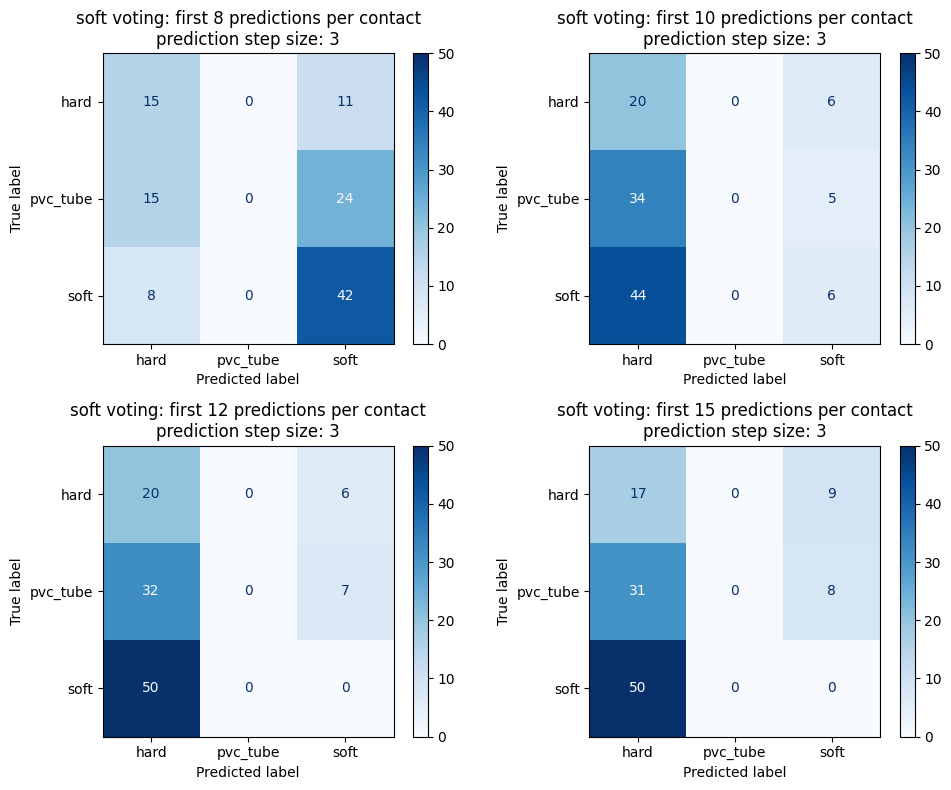 soft voting: first 8 predictions per contact
prediction step size: 3
50
40
30
20
10
0
hard
pvc_tube
soft
True label
15 0 11
15 0 24
8 0 42
hard pvc_tube soft
Predicted label
soft voting: first 10 predictions per contact
prediction step size: 3
50
40
30
20
10
0
hard
pvc_tube
soft
True label
20 0 6
34 0 5
44 0 6
hard pvc_tube soft
Predicted label
soft voting: first 12 predictions per contact
prediction step size: 3
50
40
30
20
10
0
hard
pvc_tube
soft
True label
20 0 6
32 0 7
50 0 0
hard pvc_tube soft
Predicted label
soft voting: first 15 predictions per contact
prediction step size: 3
50
40
30
20
10
0
hard
pvc_tube
soft
True label
17 0 9
31 0 8
50 0 0
hard pvc_tube soft
Predicted label